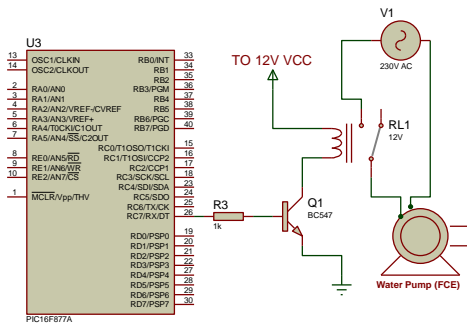 U3
13 OSC1/CLKIN RB0/INT 33
14 OSC2/CLKOUT RB1 34
RB2 35
2 RA0/AN0 RB3/PGM 36
3 RA1/AN1 RB4 37
4 RA2/AN2/VREF-/CVREF RB5 38
5 RA3/AN3/VREF+ RB6/PGC 39
6 RA4/T0CKI/C1OUT RB7/PGD 40
7 RA5/AN4/SS/C2OUT
RC0/T1OSO/T1CKI 15
8 RE0/AN5/RD RC1/T1OSI/CCP2 16
9 RE1/AN6/WR RC2/CCP1 17
10 RE2/AN7/CS RC3/SCK/SCL 18
RC4/SDI/SDA 23
1 MCLR/Vpp/THV RC5/SDO 24
RC6/TX/CK 25
RC7/RX/DT 26
RD0/PSP0 19
RD1/PSP1 20
RD2/PSP2 21
RD3/PSP3 22
RD4/PSP4 27
RD5/PSP5 28
RD6/PSP6 29
RD7/PSP7 30
PIC16F877A
R3
1k
Q1
BC547
TO 12V VCC
V1
230V AC
RL1
12V
Water Pump (FCE)